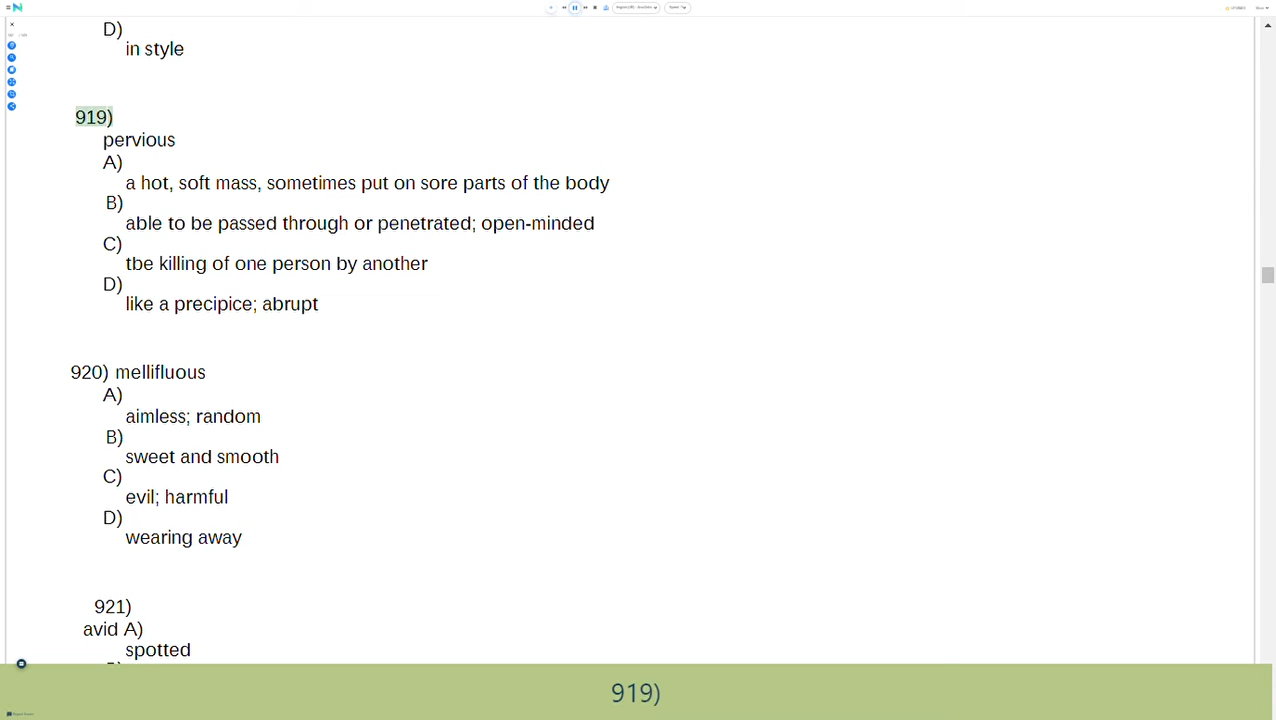 D)
in style
919)
pervious
A)
a hot, soft mass, sometimes put on sore parts of the body
B)
able to be passed through or penetrated; open-minded
C)
tbe killing of one person by another
D)
like a precipice; abrupt
920) mellifluous
A)
aimless; random
B)
sweet and smooth
C)
evil; harmful
D)
wearing away
921)
avid A)
spotted
919)